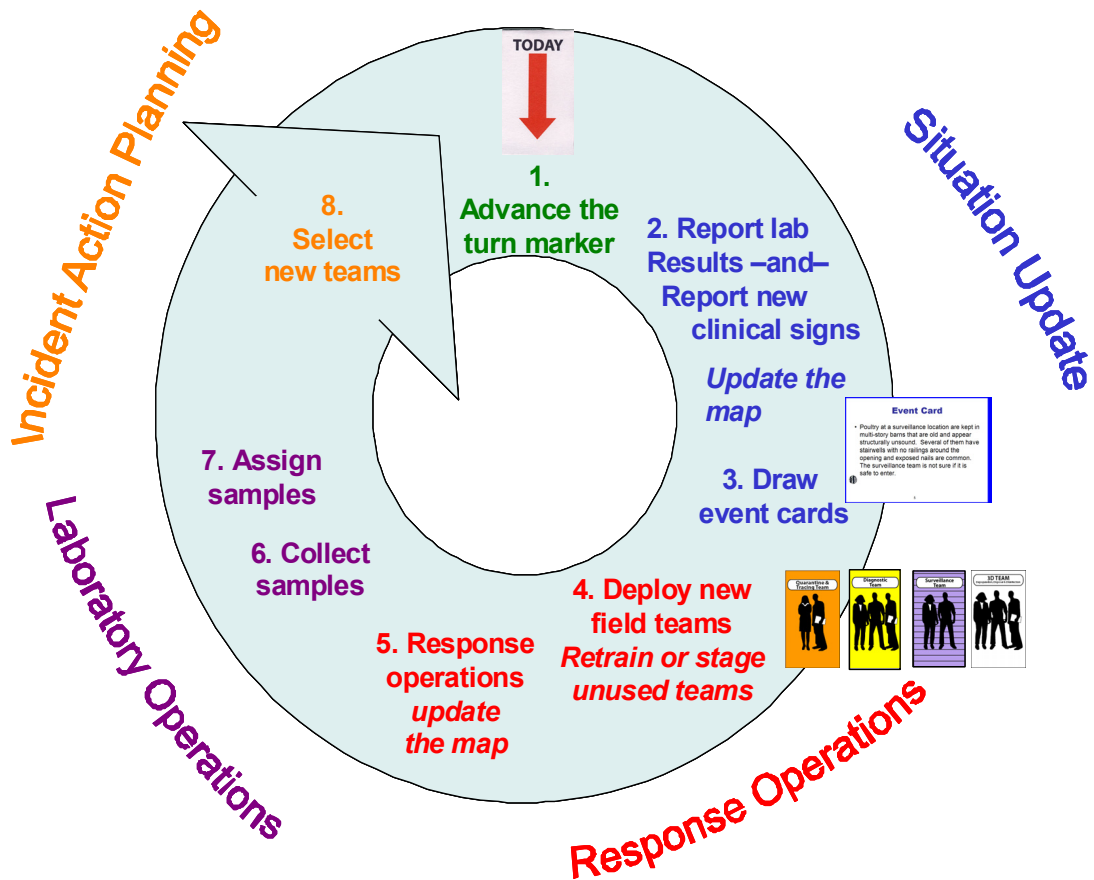 TODAY
1.
Advance the
turn marker
2. Report lab
Results –and–
Report new
clinical signs
Update the
map
3. Draw
event cards
Event Card
• Poultry at a surveillance location are kept in
multi-story barns that are old and appear
structurally unsound. Several of them have
stairwells with no railings around the
opening and exposed nails are common.
The surveillance team is not sure if it is
safe to enter.
4. Deploy new
field teams
Retrain or stage
unused teams
Quarantine &
Tracing Team
Diagnostic
Team
Surveillance
Team
3D TEAM
5. Response
operations
update
the map
6. Collect
samples
7. Assign
samples
8.
Select
new teams
Situation Update
Response Operations
Laboratory Operations
Incident Action Planning